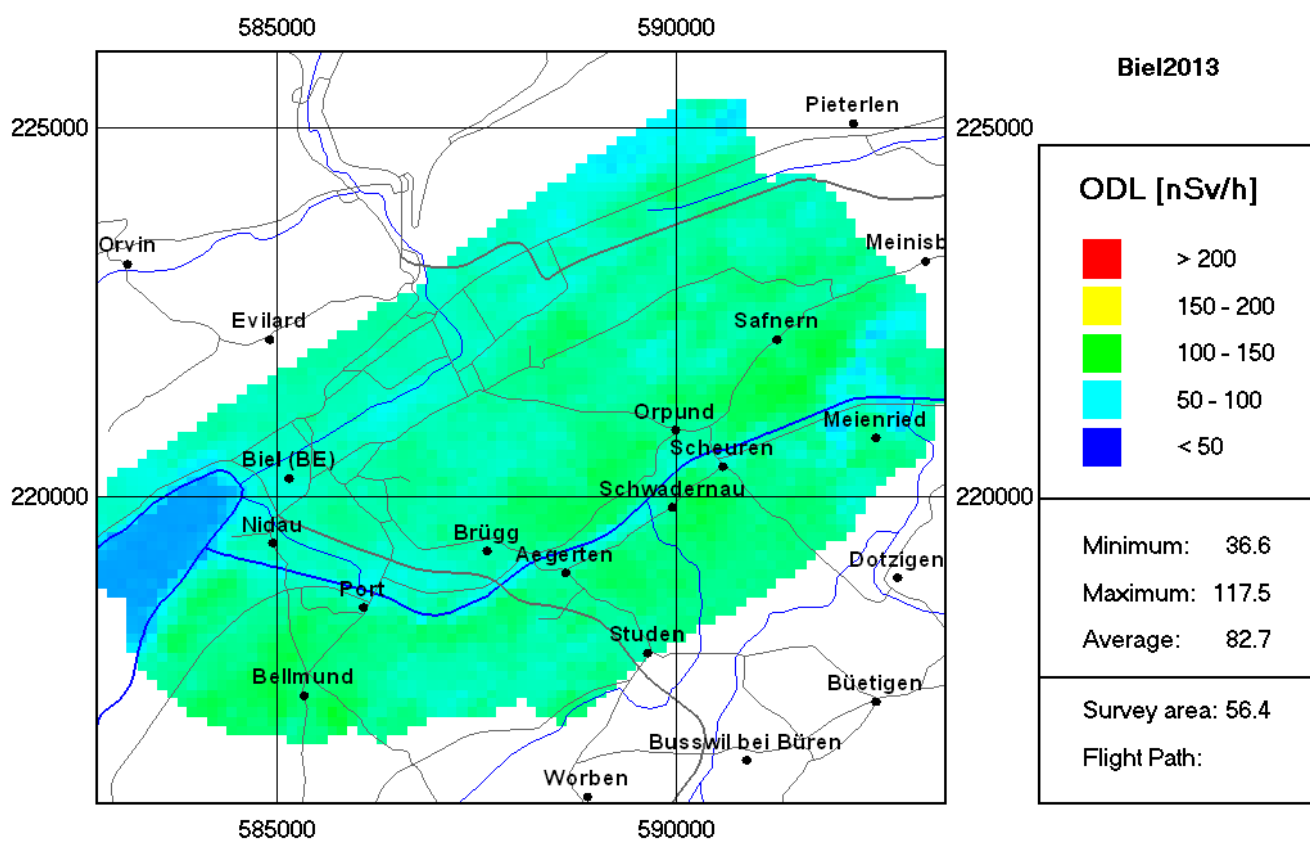 585000 590000
Biel2013
Pieterlen
225000 225000
ODL [nSv/h]
Orvin
Meinisb
> 200
150 - 200
100 - 150
50 - 100
< 50
Evilard
Safnern
Orpund
Meienried
Scheuren
Biel (BE)
Schwadernau
220000 220000
Nidau
Brügg
Aegerten
Dotzigen
Port
Studen
Bellmund
Büetigen
Busswil bei Büren
Worben
Minimum: 36.6
Maximum: 117.5
Average: 82.7
Survey area: 56.4
Flight Path:
585000 590000